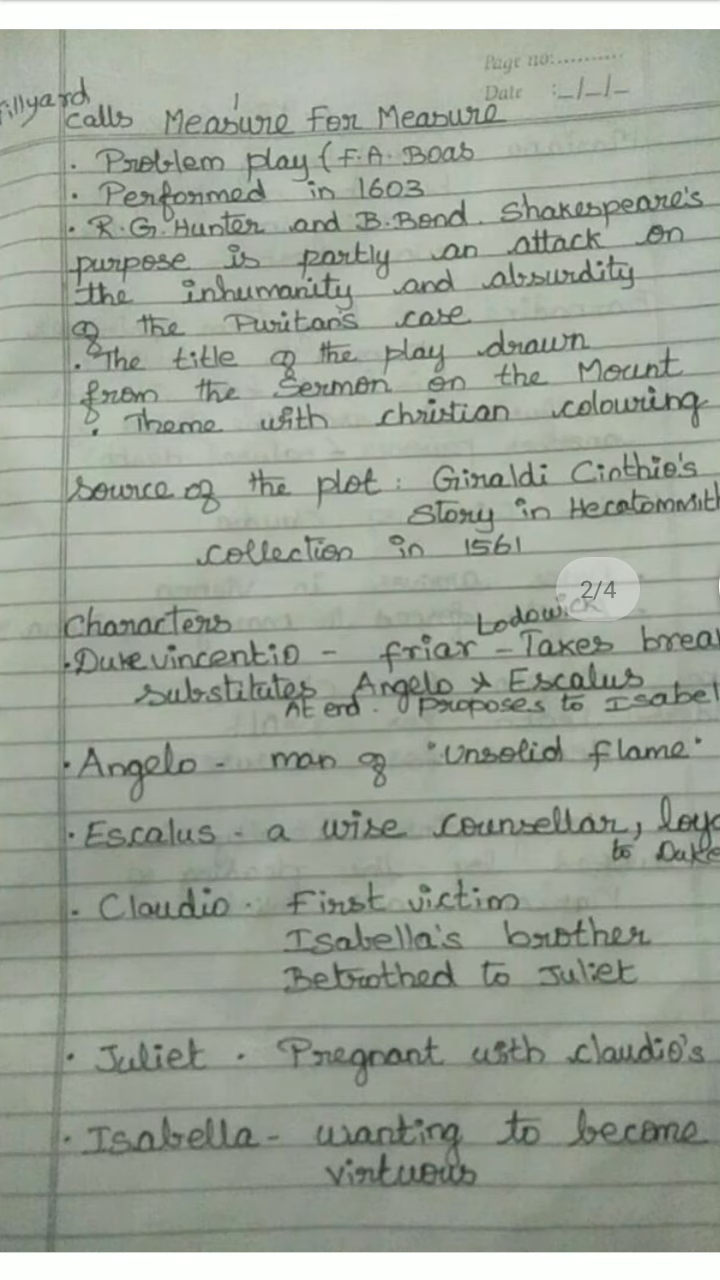 Page no:..........
Date :_/_/_
illyard
calls Measure For Measure
. Problem play (F.A. Boas
. Performed in 1603
. R.G. Hunter and B. Bond. Shakespeare's
purpose is partly an attack on
the inhumanity and absurdity
of the Puritan's case
. The title of the play drawn
from the Sermon on the Mount
. Theme with christian colouring
source of the plot : Giraldi Cinthio's
Story in Hecatommith
collection in 1561
2/4
Characters
Lodowick
. Duke vincentio - friar - Takes break
substitutes Angelo & Escalus
At end. Proposes to Isabel
. Angelo - man of "Unsolid flame"
. Escalus - a wise counsellar, loya
to Duke
. Claudio . First victim
Isabella's brother
Betrothed to Juliet
. Juliet . Pregnant with claudio's
. Isabella - wanting to become
virtuous